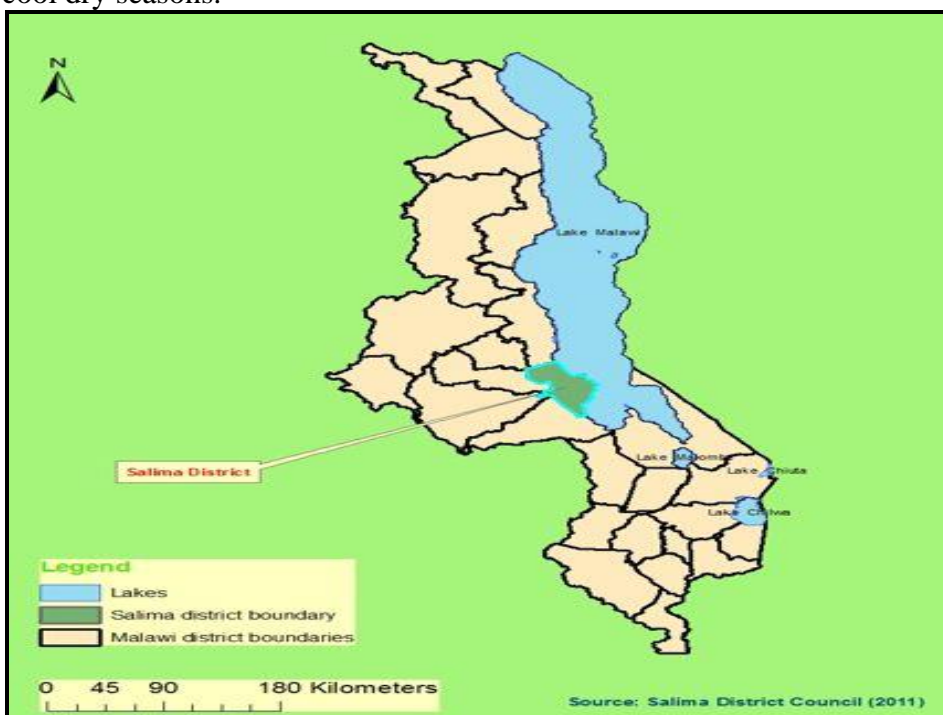 cool dry seasons.
N
Lake Malawi
Salima District
Lake Malombe
Lake Chiuta
Lake Chilwa
Legend
Lakes
Salima district boundary
Malawi district boundaries
0 45 90 180 Kilometers
Source: Salima District Council (2011)